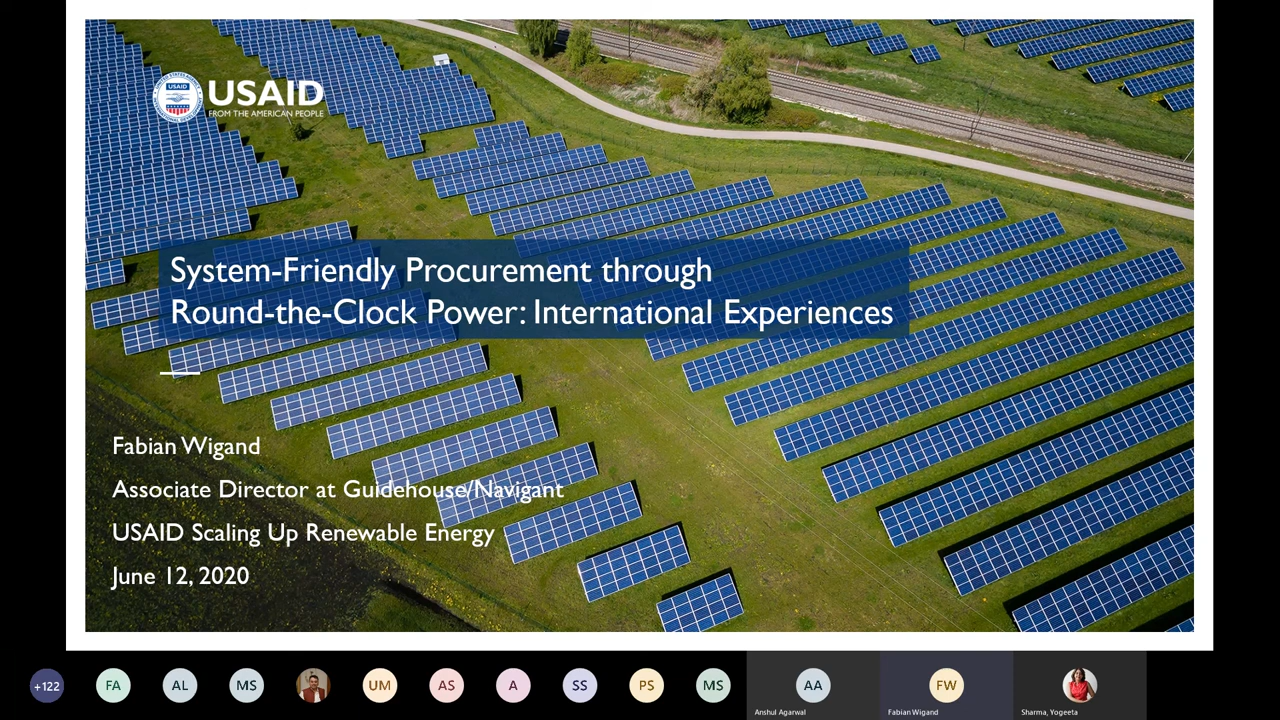 USAID
USAID
FROM THE AMERICAN PEOPLE
System-Friendly Procurement through
Round-the-Clock Power: International Experiences
Fabian Wigand
Associate Director at Guidehouse/Navigant
USAID Scaling Up Renewable Energy
June 12, 2020
+122
FA
AL
MS
UM
AS
A
SS
PS
MS
AA
Anshul Agarwal
FW
Fabian Wigand
Sharma, Yogeeta